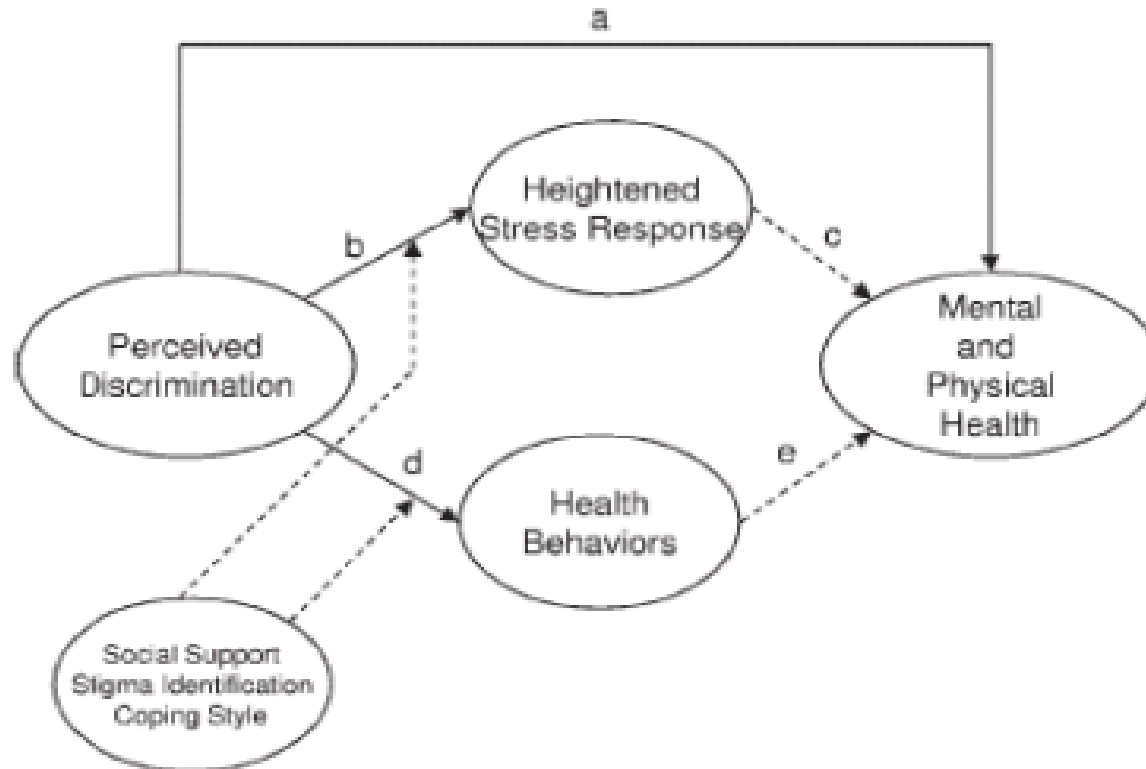 a
Heightened
Stress Response
b
c
Perceived
Discrimination
Mental
and
Physical
Health
d
e
Health
Behaviors
Social Support
Stigma Identification
Coping Style